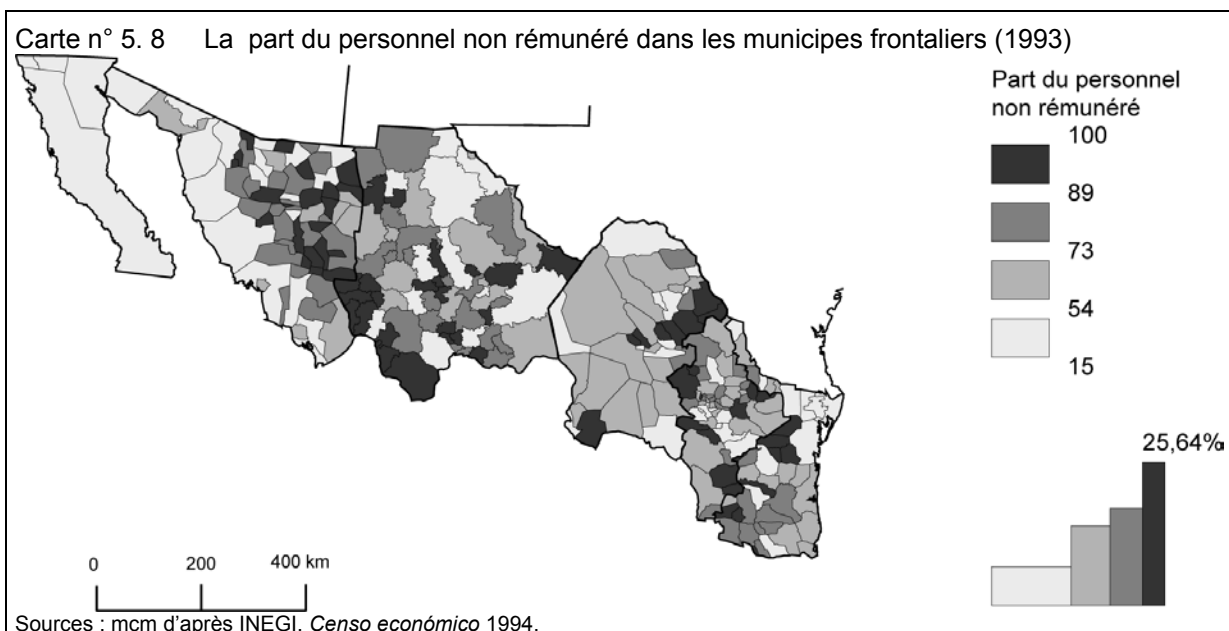 Carte n° 5. 8 La part du personnel non rémunéré dans les municipes frontaliers (1993)
Part du personnel
non rémunéré
100
89
73
54
15
25,64‰
0 200 400 km
Sources : mcm d'après INEGI, Censo económico 1994.